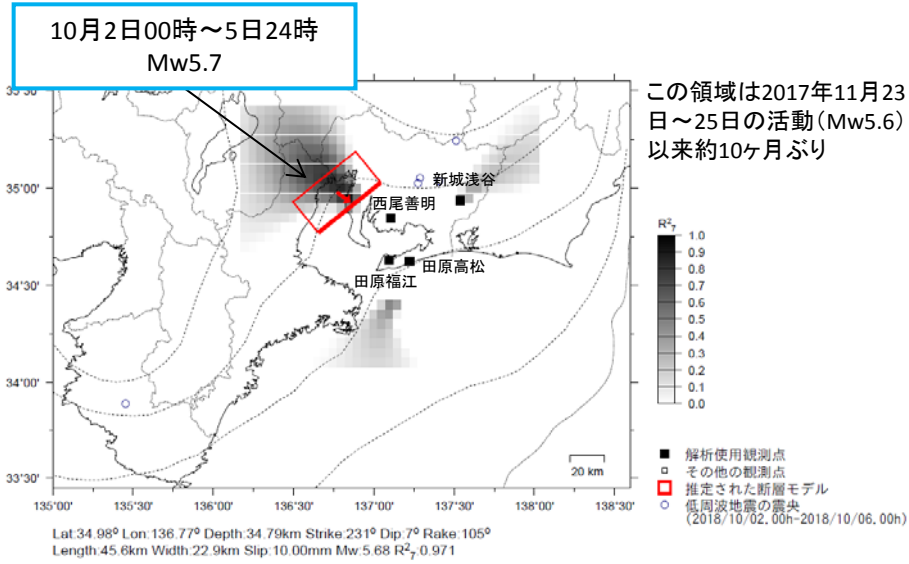 10月2日00時～5日24時
Mw5.7
この領域は2017年11月23
日～25日の活動（Mw5.6）
以来約10ヶ月ぶり
35°00'
34°30'
34°00'
33°30'
新城浅谷
西尾善明
田原高松
田原福江
20 km
135°00'
135°30'
136°00'
136°30'
137°00'
137°30'
138°00'
138°30'
R²₇
1.0
0.9
0.8
0.7
0.6
0.5
0.4
0.3
0.2
0.1
0.0
解析使用観測点
その他の観測点
推定された断層モデル
低周波地震の震央
(2018/10/02.00h-2018/10/06.00h)
Lat:34.98º Lon:136.77º Depth:34.79km Strike:231º Dip:7º Rake:105º
Length:45.6km Width:22.9km Slip:10.00mm Mw:5.68 R²₇:0.971